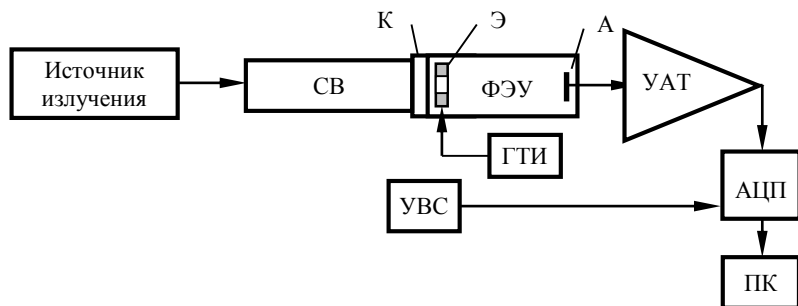 К
Э
А
Источник
излучения
СВ
ФЭУ
УАТ
ГТИ
УВС
АЦП
ПК